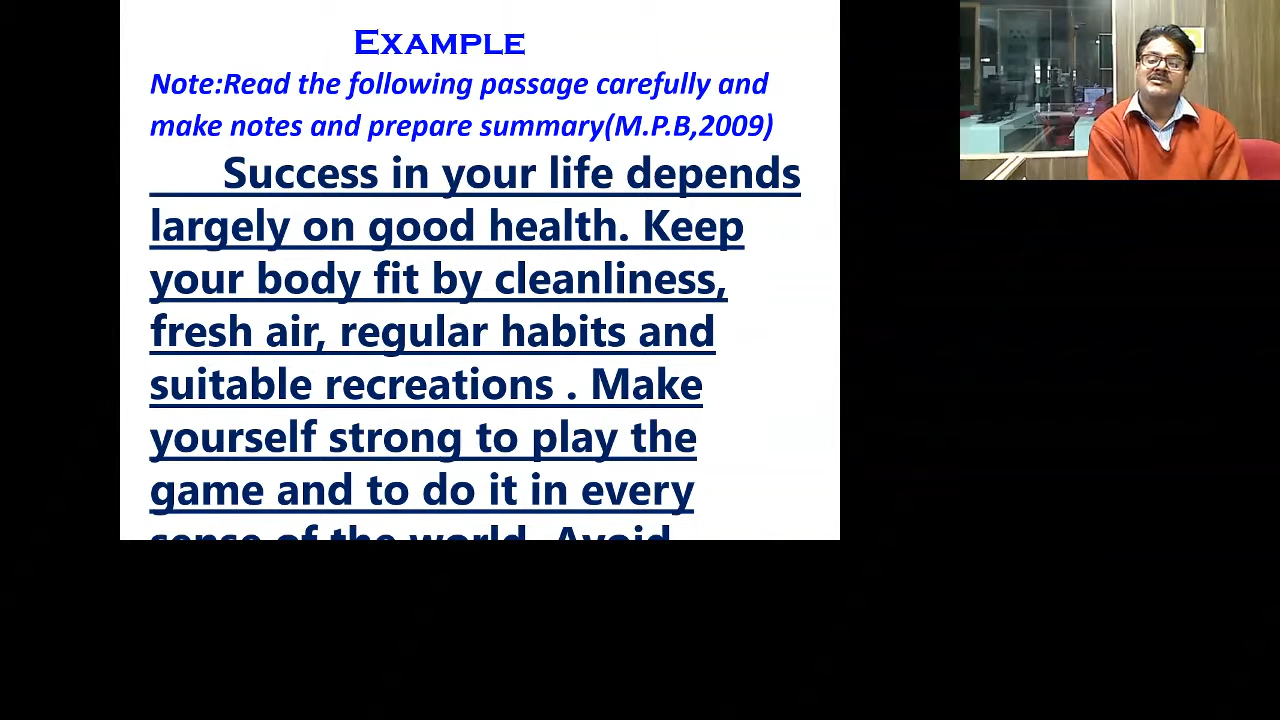 EXAMPLE
Note:Read the following passage carefully and
make notes and prepare summary(M.P.B,2009)
Success in your life depends
largely on good health. Keep
your body fit by cleanliness,
fresh air, regular habits and
suitable recreations . Make
yourself strong to play the
game and to do it in every
sense of the world. Avoid